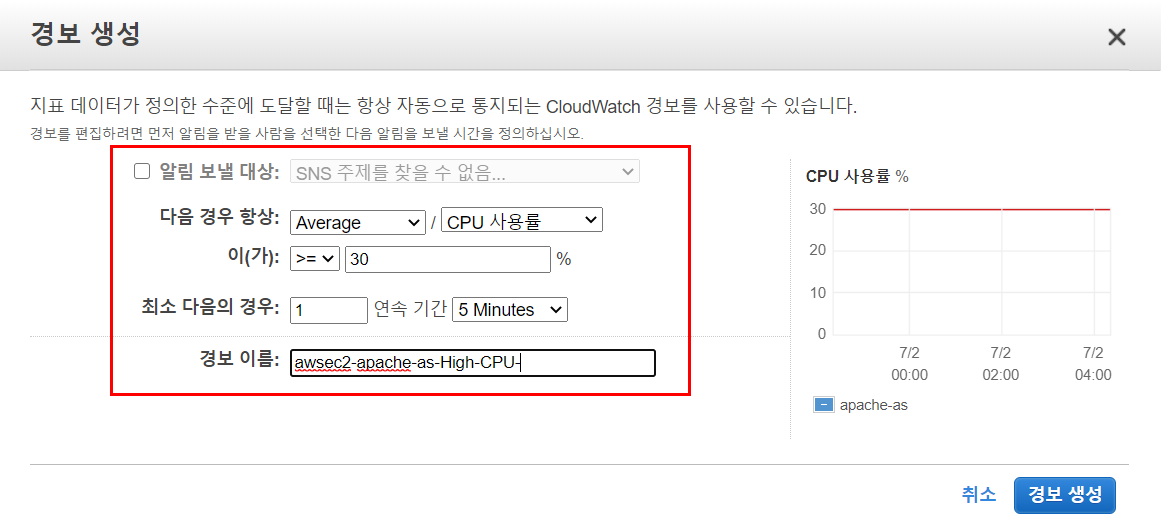 경보 생성
지표 데이터가 정의한 수준에 도달할 때는 항상 자동으로 통지되는 CloudWatch 경보를 사용할 수 있습니다.
경보를 편집하려면 먼저 알림을 받을 사람을 선택한 다음 알림을 보낼 시간을 정의하십시오.
알림 보낼 대상: SNS 주제를 찾을 수 없음...
다음 경우 항상: Average / CPU 사용률
이(가): >= 30 %
최소 다음의 경우: 1 연속 기간 5 Minutes
경보 이름: awsec2-apache-as-High-CPU-
CPU 사용률 %
30
20
10
0
7/2 7/2 7/2
00:00 02:00 04:00
apache-as
취소 경보 생성